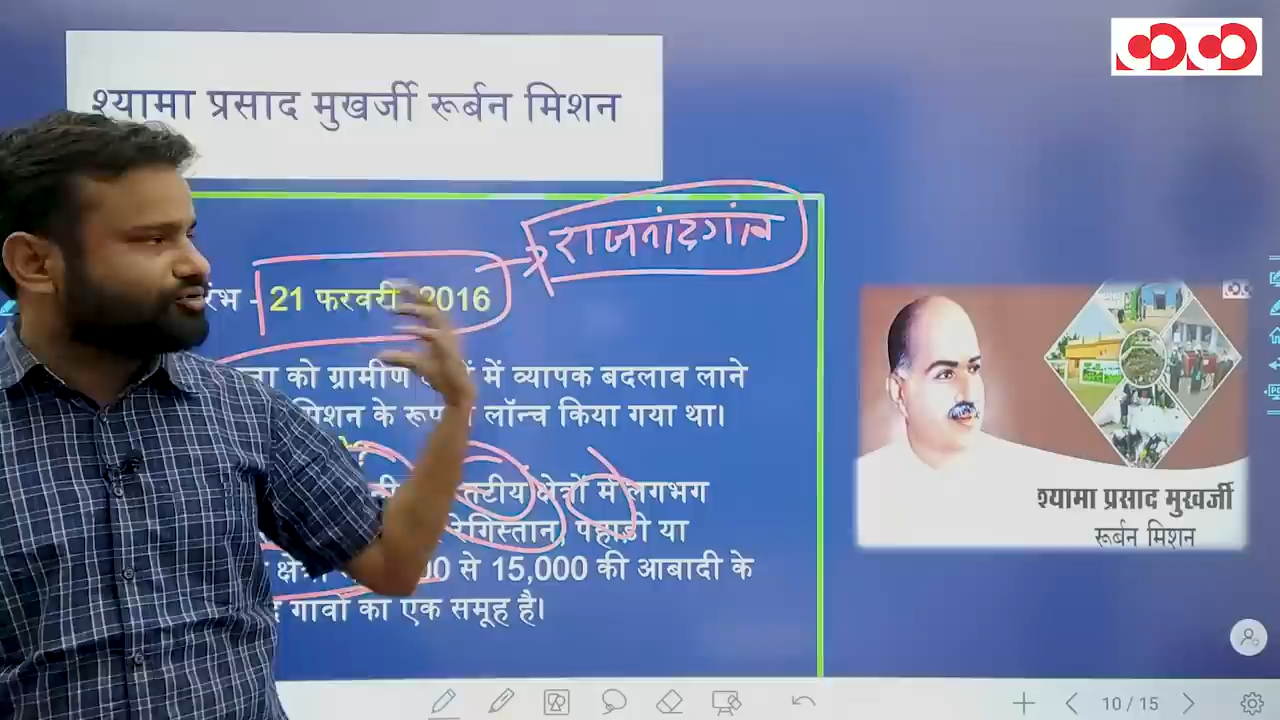 श्यामा प्रसाद मुखर्जी रूर्बन मिशन
राजनांदगांव
रंभ - 21 फरवरी 2016
को ग्रामीण में व्यापक बदलाव लाने
मिशन के लॉन्च किया गया था।
तटीय क्षेत्रों में लगभग
रेगिस्तान, पहाड़ी या
क्षेत्रों से 15,000 की आबादी के
गावों का एक समूह है।
श्यामा प्रसाद मुखर्जी
रूर्बन मिशन
10 / 15